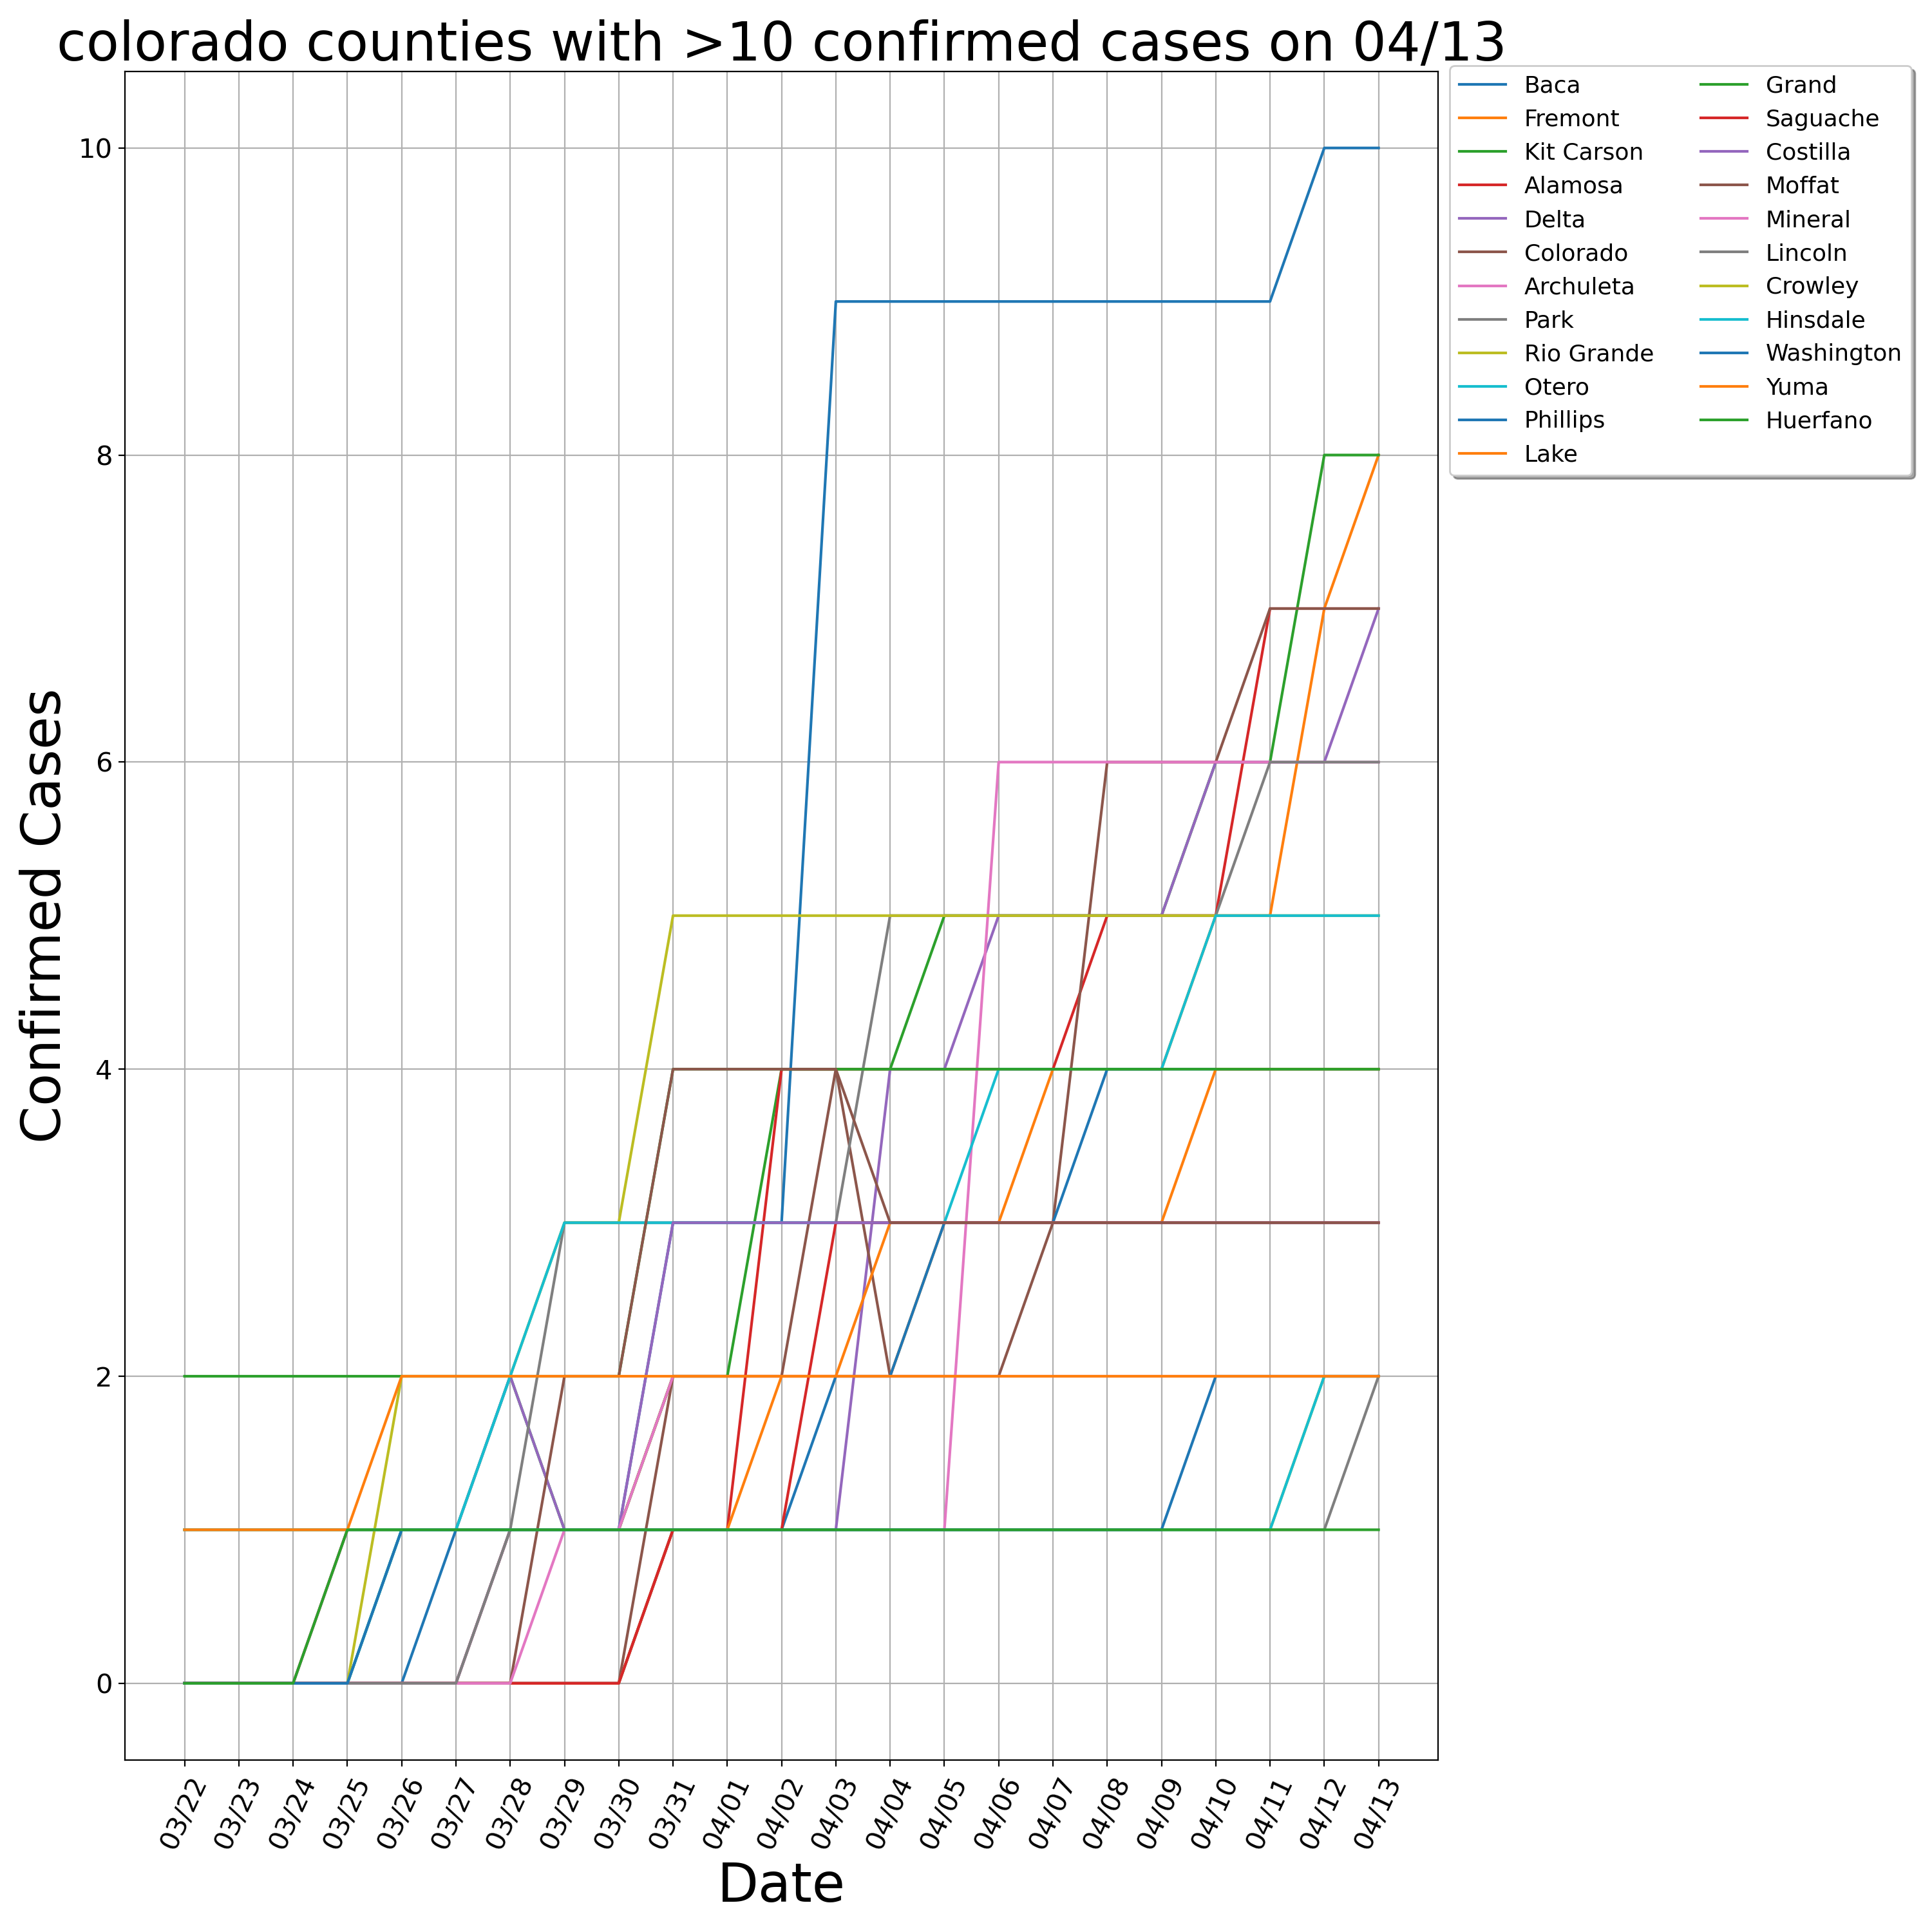 colorado counties with >10 confirmed cases on 04/13
Baca
Fremont
Kit Carson
Alamosa
Delta
Colorado
Archuleta
Park
Rio Grande
Otero
Phillips
Lake
Grand
Saguache
Costilla
Moffat
Mineral
Lincoln
Crowley
Hinsdale
Washington
Yuma
Huerfano
Confirmed Cases
10
8
6
4
2
0
03/22
03/23
03/24
03/25
03/26
03/27
03/28
03/29
03/30
03/31
04/01
04/02
04/03
04/04
04/05
04/06
04/07
04/08
04/09
04/10
04/11
04/12
04/13
Date